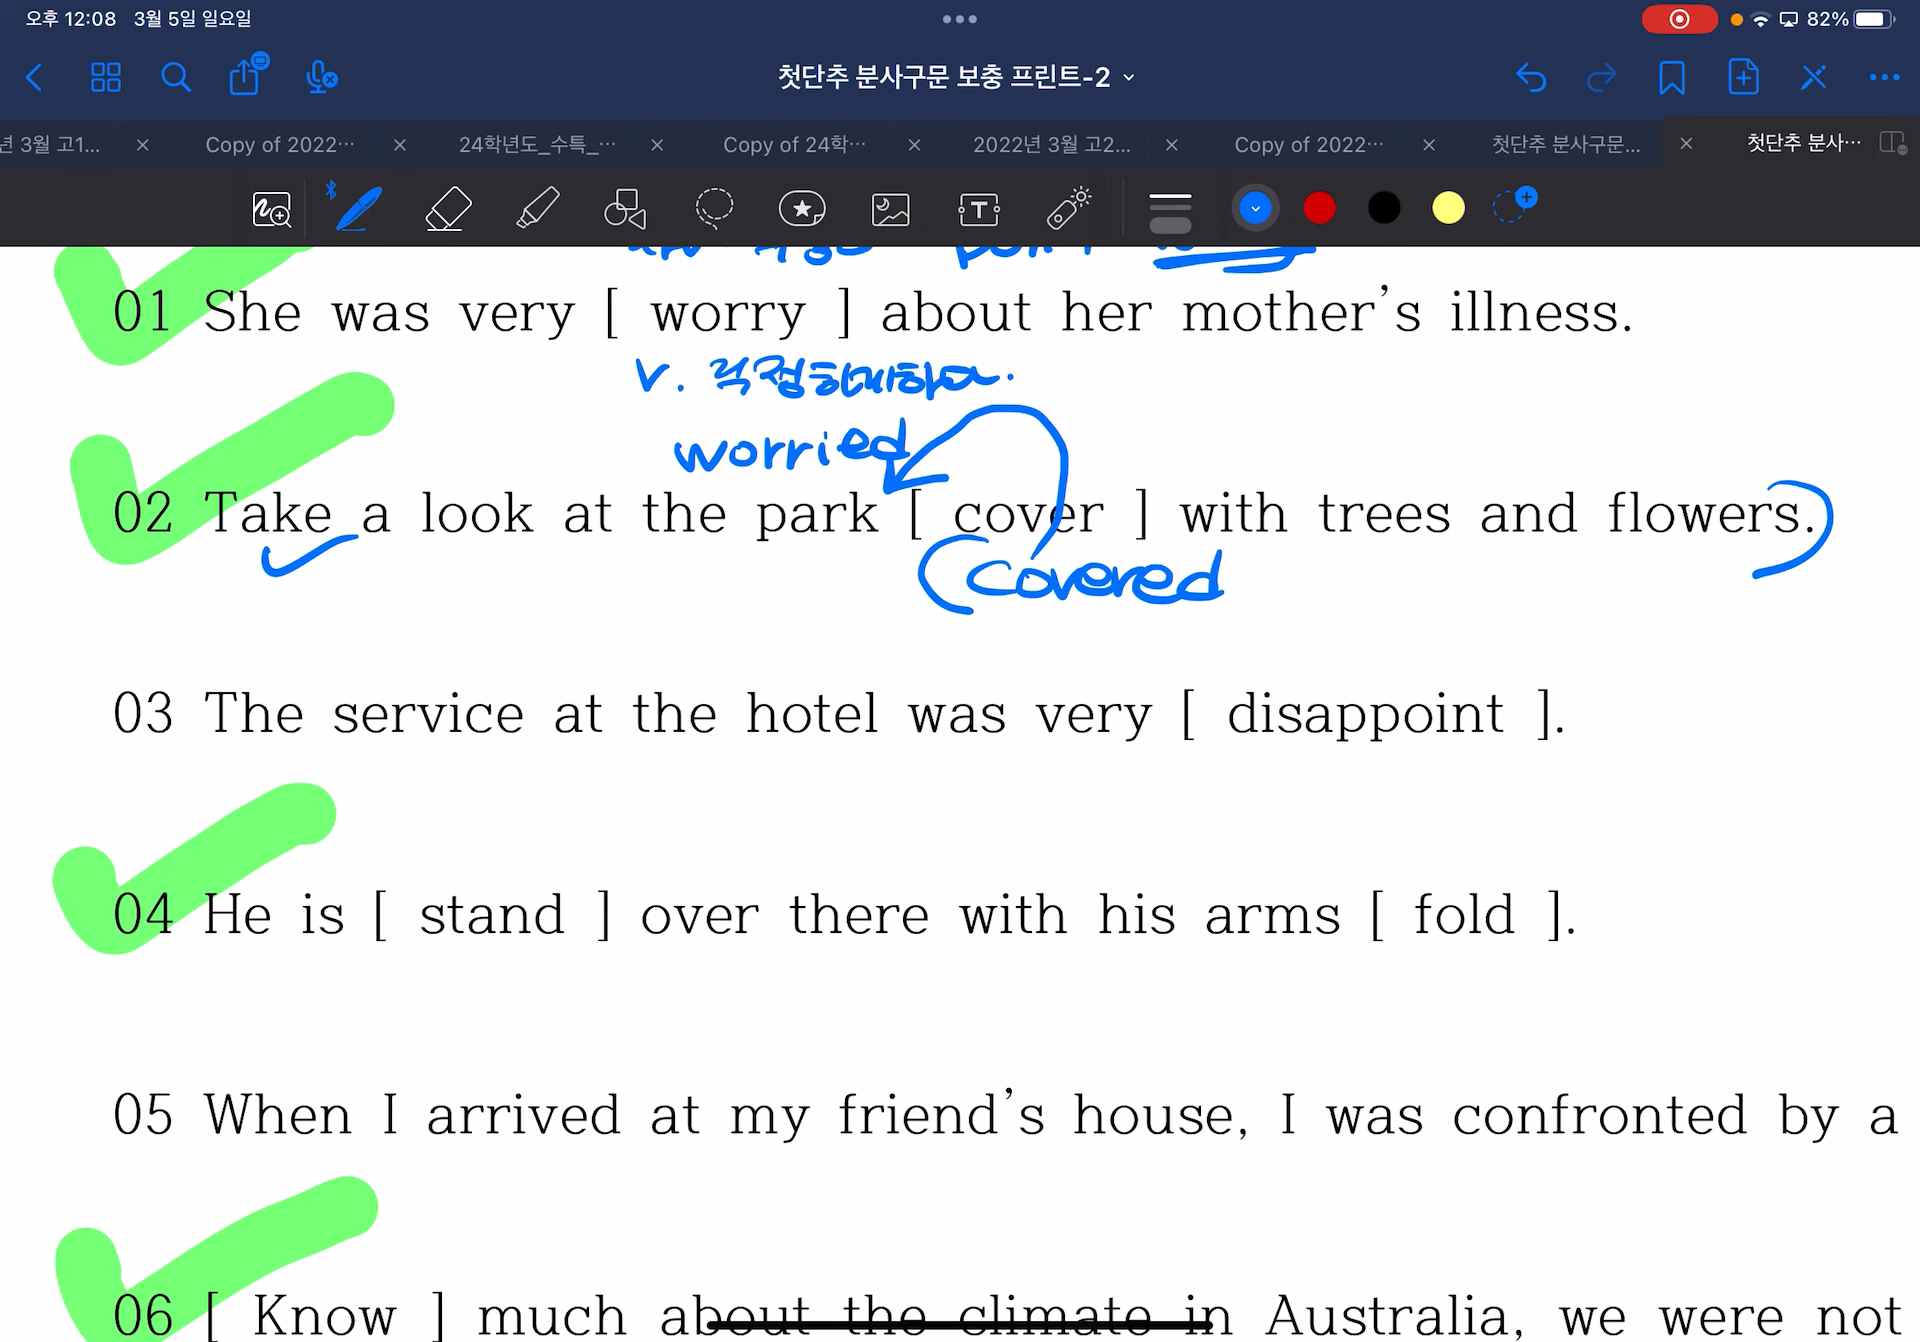 오후 12:08 3월 5일 일요일
82%
첫단추 분사구문 보충 프린트-2
년 3월 고1... Copy of 2022··· 24학년도_수특_··· Copy of 24학··· 2022년 3월 고2... Copy of 2022··· 첫단추 분사구문... 첫단추 분사···
01 She was very [ worry ] about her mother's illness.
v. 걱정하게하다.
worried
02 Take a look at the park [ cover ] with trees and flowers.
(covered
03 The service at the hotel was very [ disappoint ].
04 He is [ stand ] over there with his arms [ fold ].
05 When I arrived at my friend's house, I was confronted by a
06 [ Know ] much about the climate in Australia, we were not